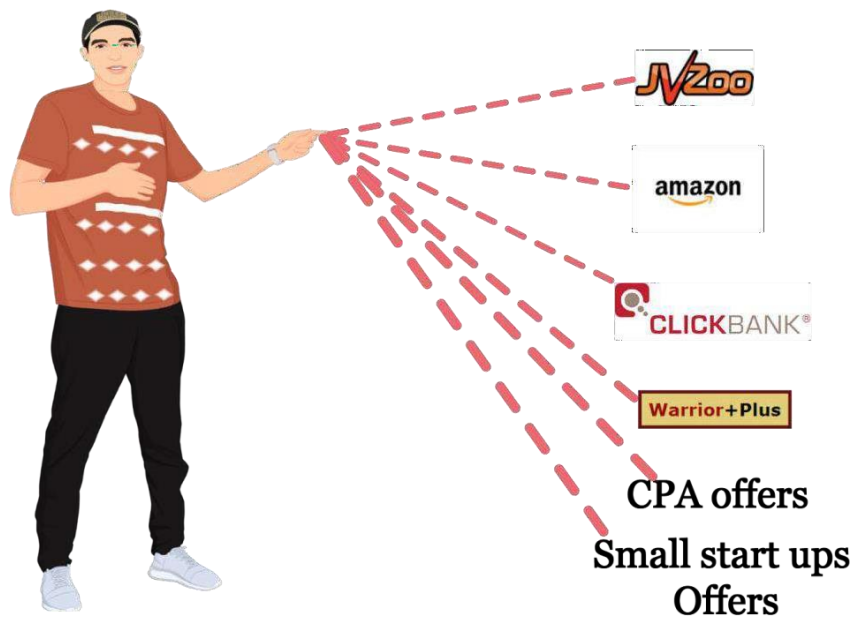 JVZoo
amazon
CLICKBANK®
Warrior+Plus
CPA offers
Small start ups
Offers